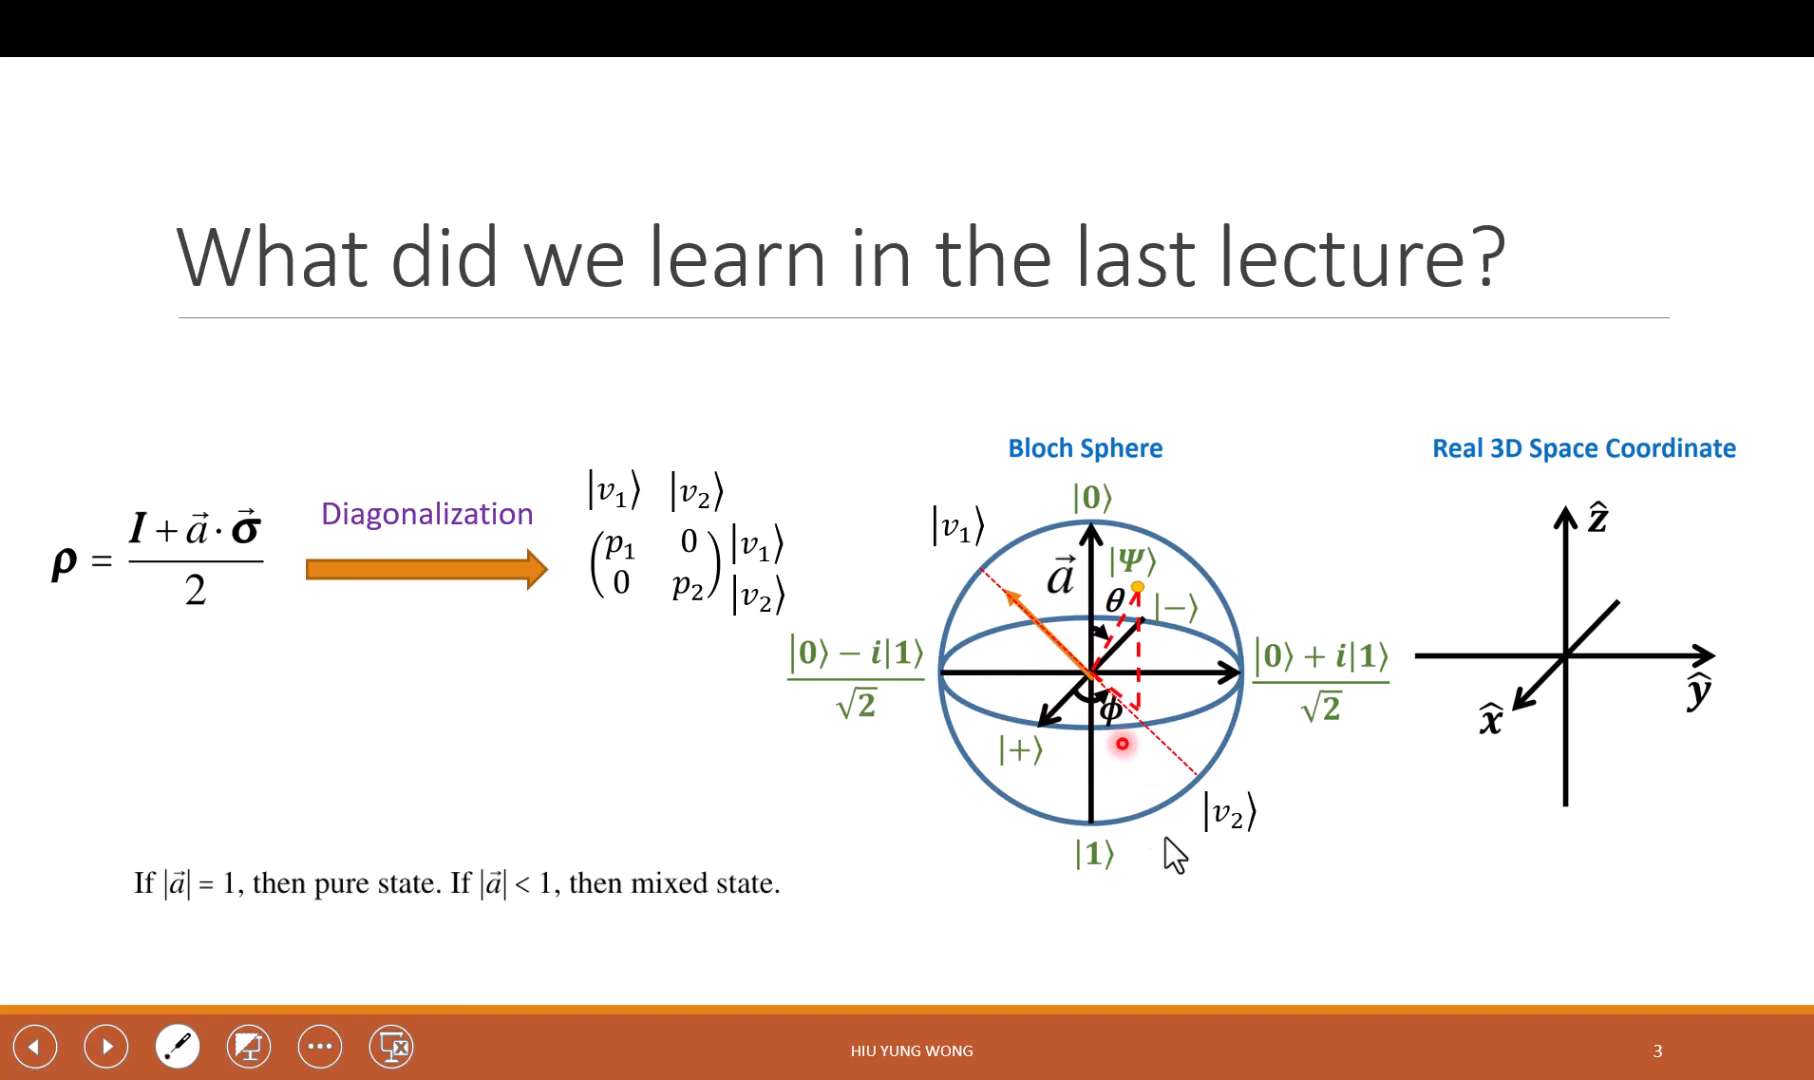 What did we learn in the last lecture?
Bloch Sphere
Real 3D Space Coordinate
ρ = (I + a⃗ · σ⃗) / 2
Diagonalization
|v₁⟩ |v₂⟩
p₁ 0 |v₁⟩
0 p₂ |v₂⟩
|0⟩
|v₁⟩
a⃗
|Ψ⟩
θ
|−⟩
(|0⟩ − i|1⟩) / √2
(|0⟩ + i|1⟩) / √2
ϕ
|+⟩
|v₂⟩
|1⟩
ẑ
ŷ
x̂
If |a⃗| = 1, then pure state. If |a⃗| < 1, then mixed state.
HIU YUNG WONG
3